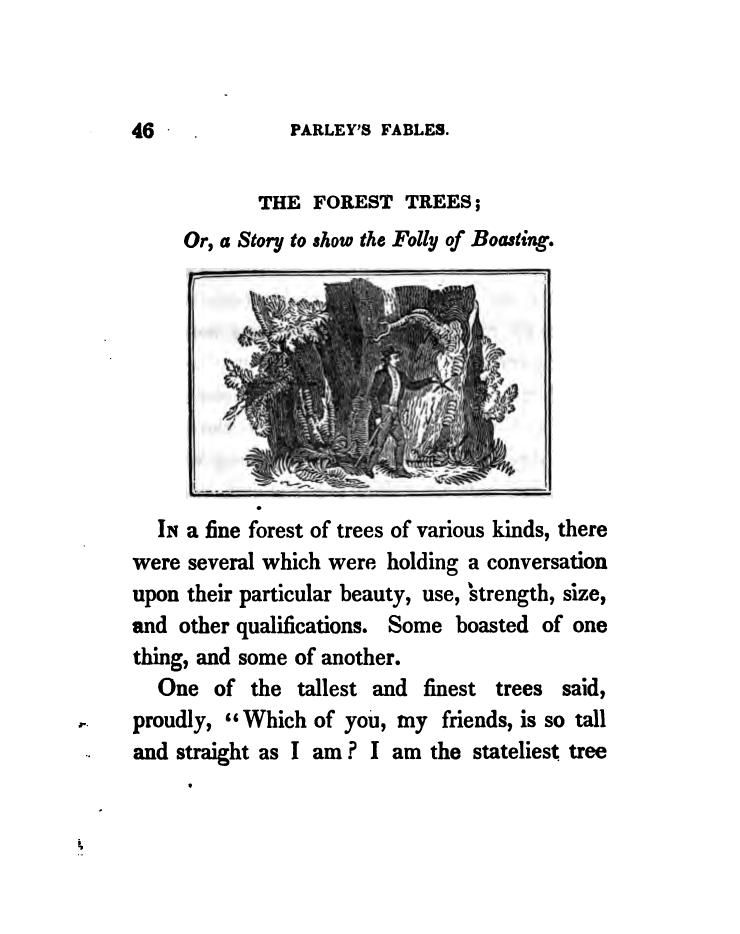 46 PARLEY'S FABLES.
THE FOREST TREES;
Or, a Story to show the Folly of Boasting.
In a fine forest of trees of various kinds, there
were several which were holding a conversation
upon their particular beauty, use, strength, size,
and other qualifications. Some boasted of one
thing, and some of another.
One of the tallest and finest trees said,
proudly, "Which of you, my friends, is so tall
and straight as I am? I am the stateliest tree